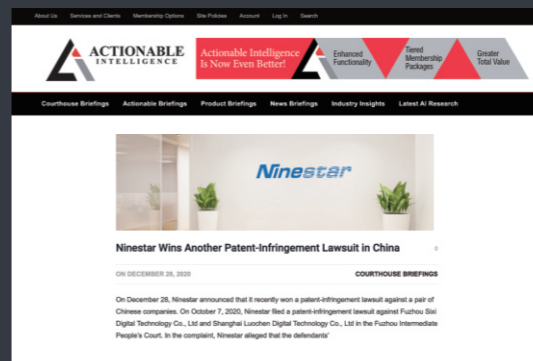 About Us Services and Clients Membership Options Site Policies Account Log In Search
ACTIONABLE
INTELLIGENCE
Actionable Intelligence
Is Now Even Better!
Enhanced
Functionality
Tiered
Membership
Packages
Greater
Total Value
Courthouse Briefings Actionable Briefings Product Briefings News Briefings Industry Insights Latest AI Research
Ninestar
Ninestar Wins Another Patent-Infringement Lawsuit in China
ON DECEMBER 28, 2020 COURTHOUSE BRIEFINGS
On December 28, Ninestar announced that it recently won a patent-infringement lawsuit against a pair of
Chinese companies. On October 7, 2020, Ninestar filed a patent-infringement lawsuit against Fuzhou Sixi
Digital Technology Co., Ltd and Shanghai Luochen Digital Technology Co., Ltd in the Fuzhou Intermediate
People's Court. In the complaint, Ninestar alleged that the defendants'